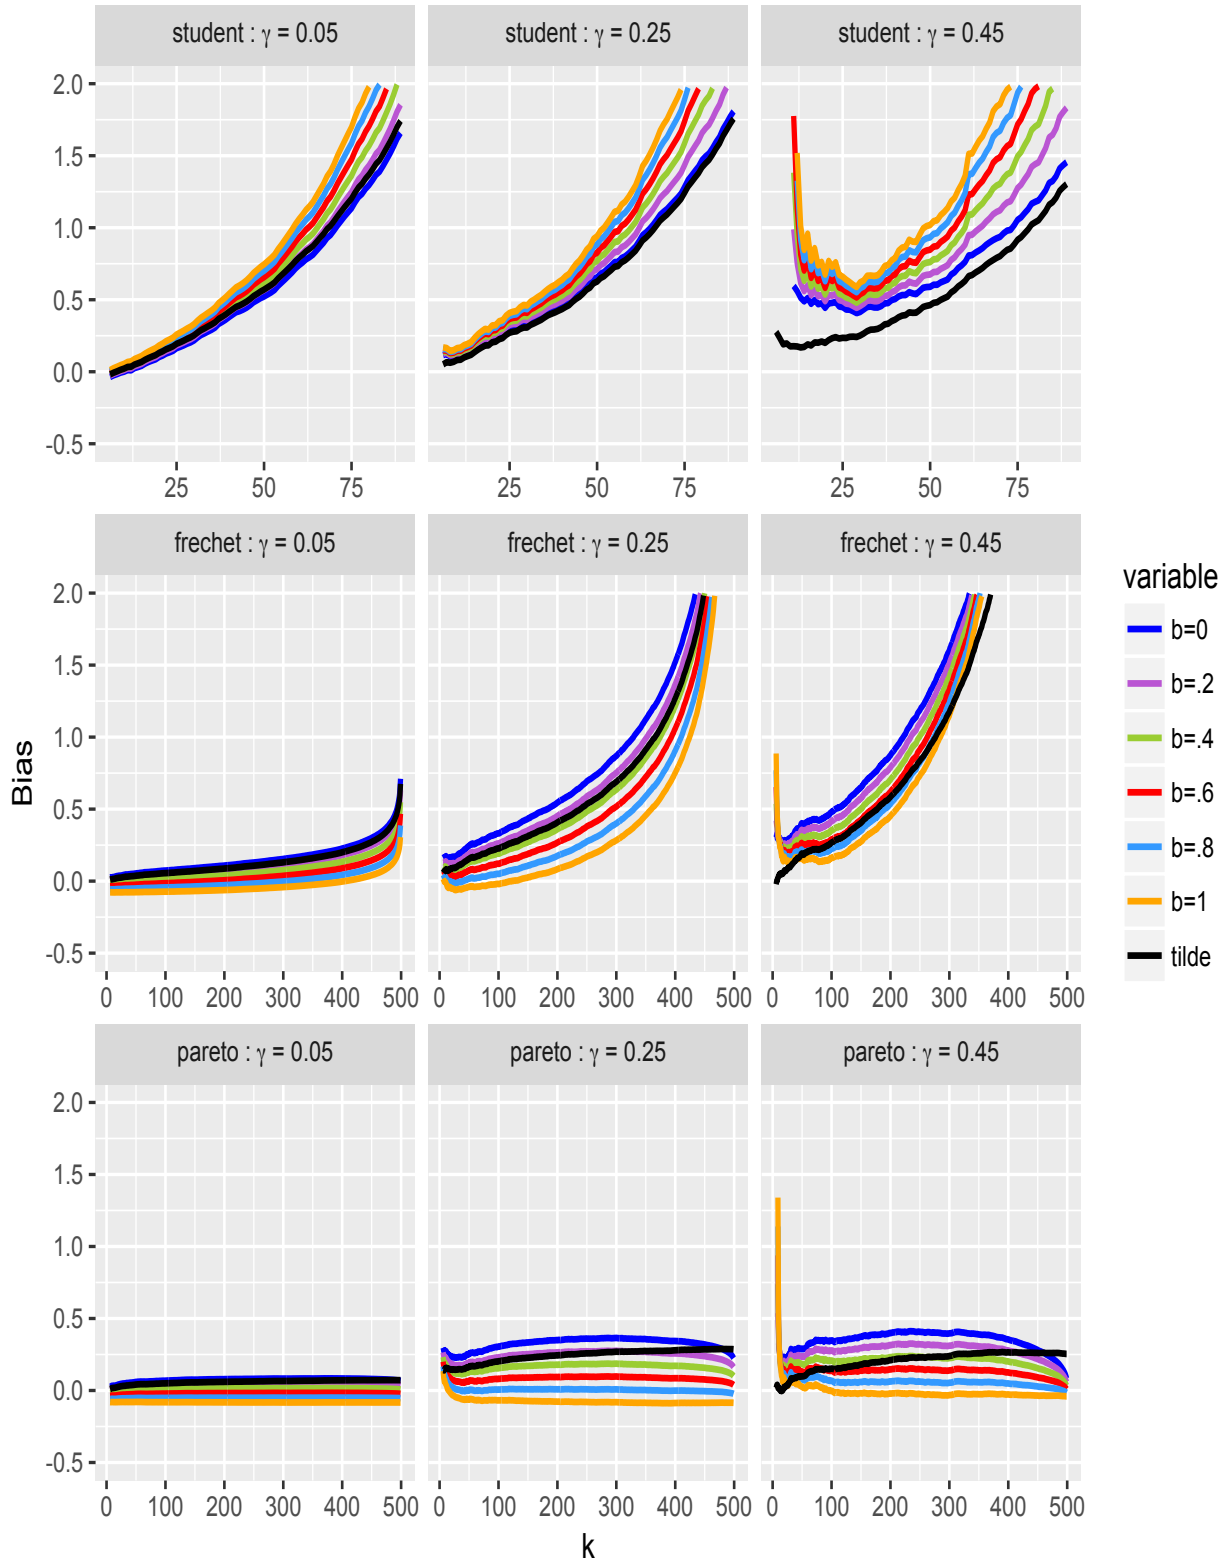 student : γ = 0.05
student : γ = 0.25
student : γ = 0.45
2.0
1.5
1.0
0.5
0.0
-0.5
25 50 75
25 50 75
25 50 75
frechet : γ = 0.05
frechet : γ = 0.25
frechet : γ = 0.45
2.0
1.5
1.0
0.5
0.0
-0.5
0 100 200 300 400 500
0 100 200 300 400 500
0 100 200 300 400 500
pareto : γ = 0.05
pareto : γ = 0.25
pareto : γ = 0.45
2.0
1.5
1.0
0.5
0.0
-0.5
0 100 200 300 400 500
0 100 200 300 400 500
0 100 200 300 400 500
Bias
k
variable
b=0
b=.2
b=.4
b=.6
b=.8
b=1
tilde